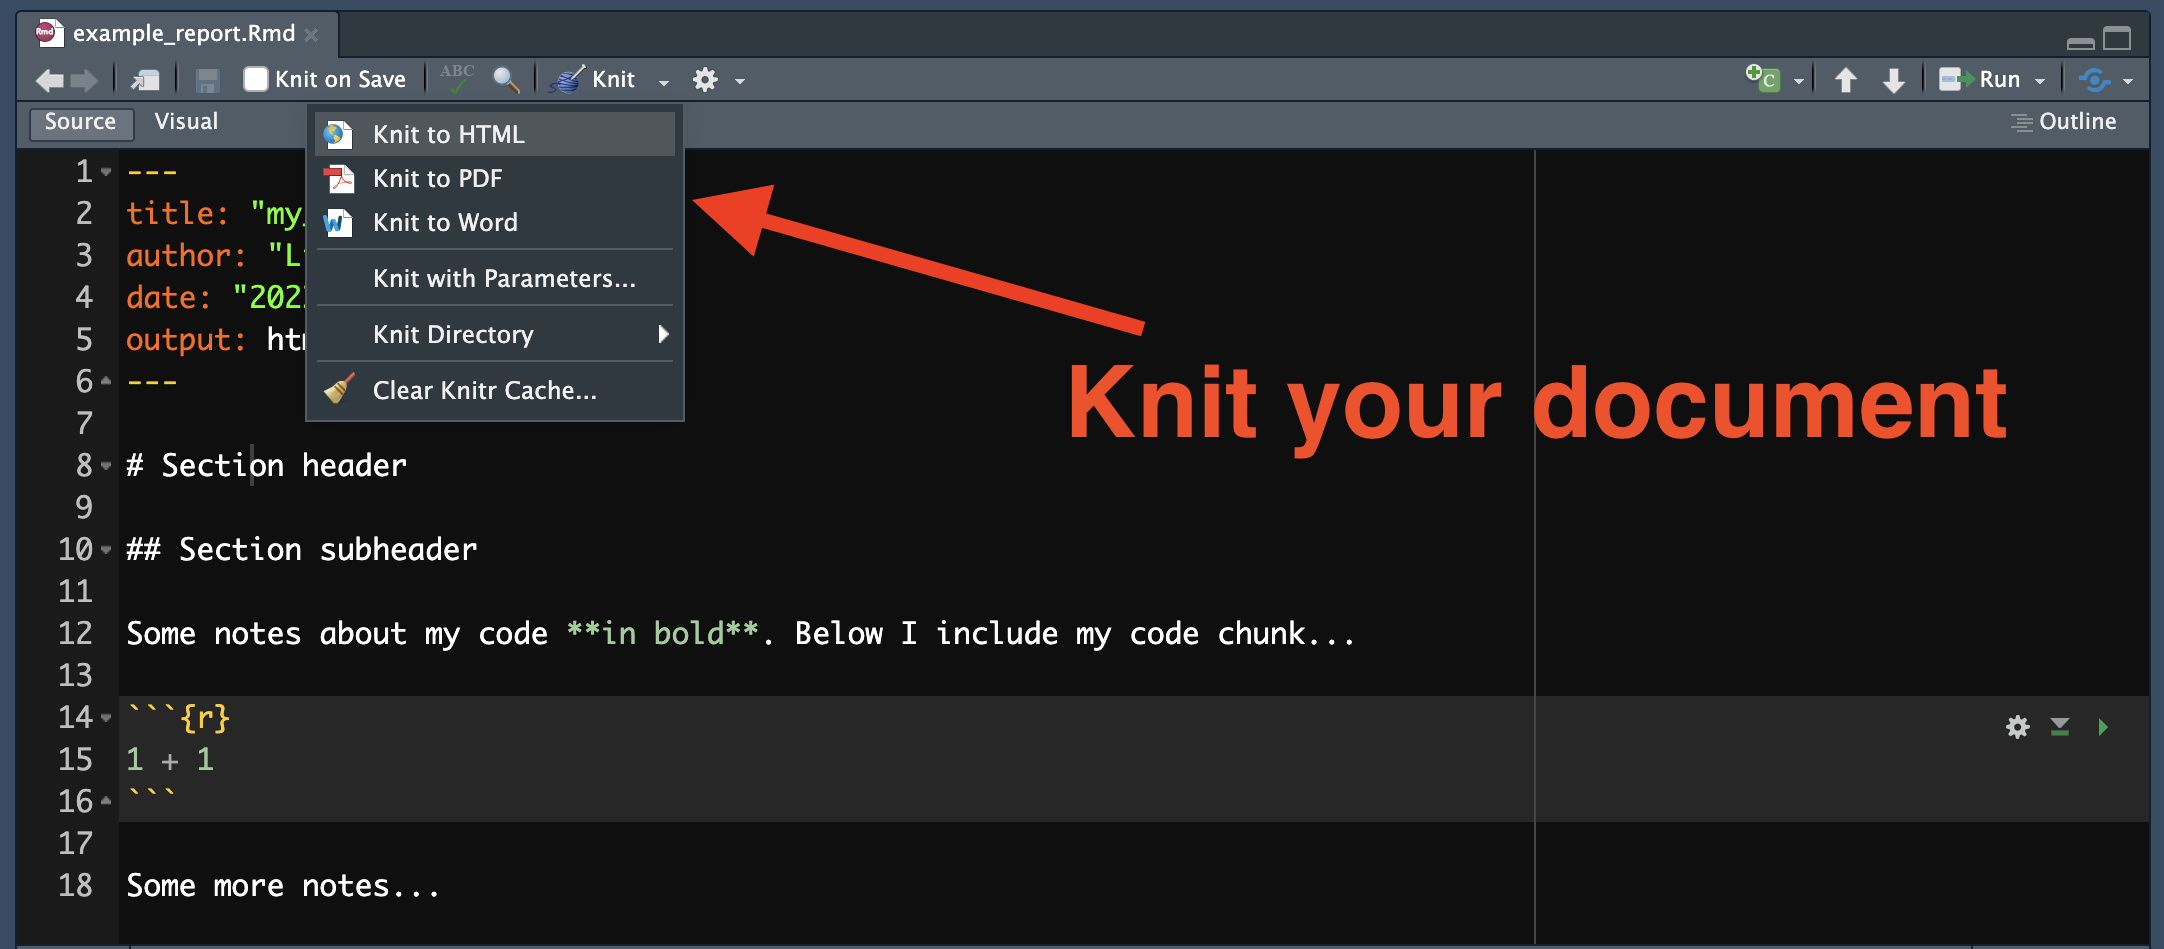 example_report.Rmd
Knit on Save ABC Knit C Run
Source Visual Outline
Knit to HTML
Knit to PDF
Knit to Word
Knit with Parameters...
Knit Directory
Clear Knitr Cache...
Knit your document
1 ---
2 title: "my
3 author: "L
4 date: "202
5 output:
6 ---
7
8 # Section header
9
10 ## Section subheader
11
12 Some notes about my code **in bold**. Below I include my code chunk...
13
14 ```{r}
15 1 + 1
16 ```
17
18 Some more notes...